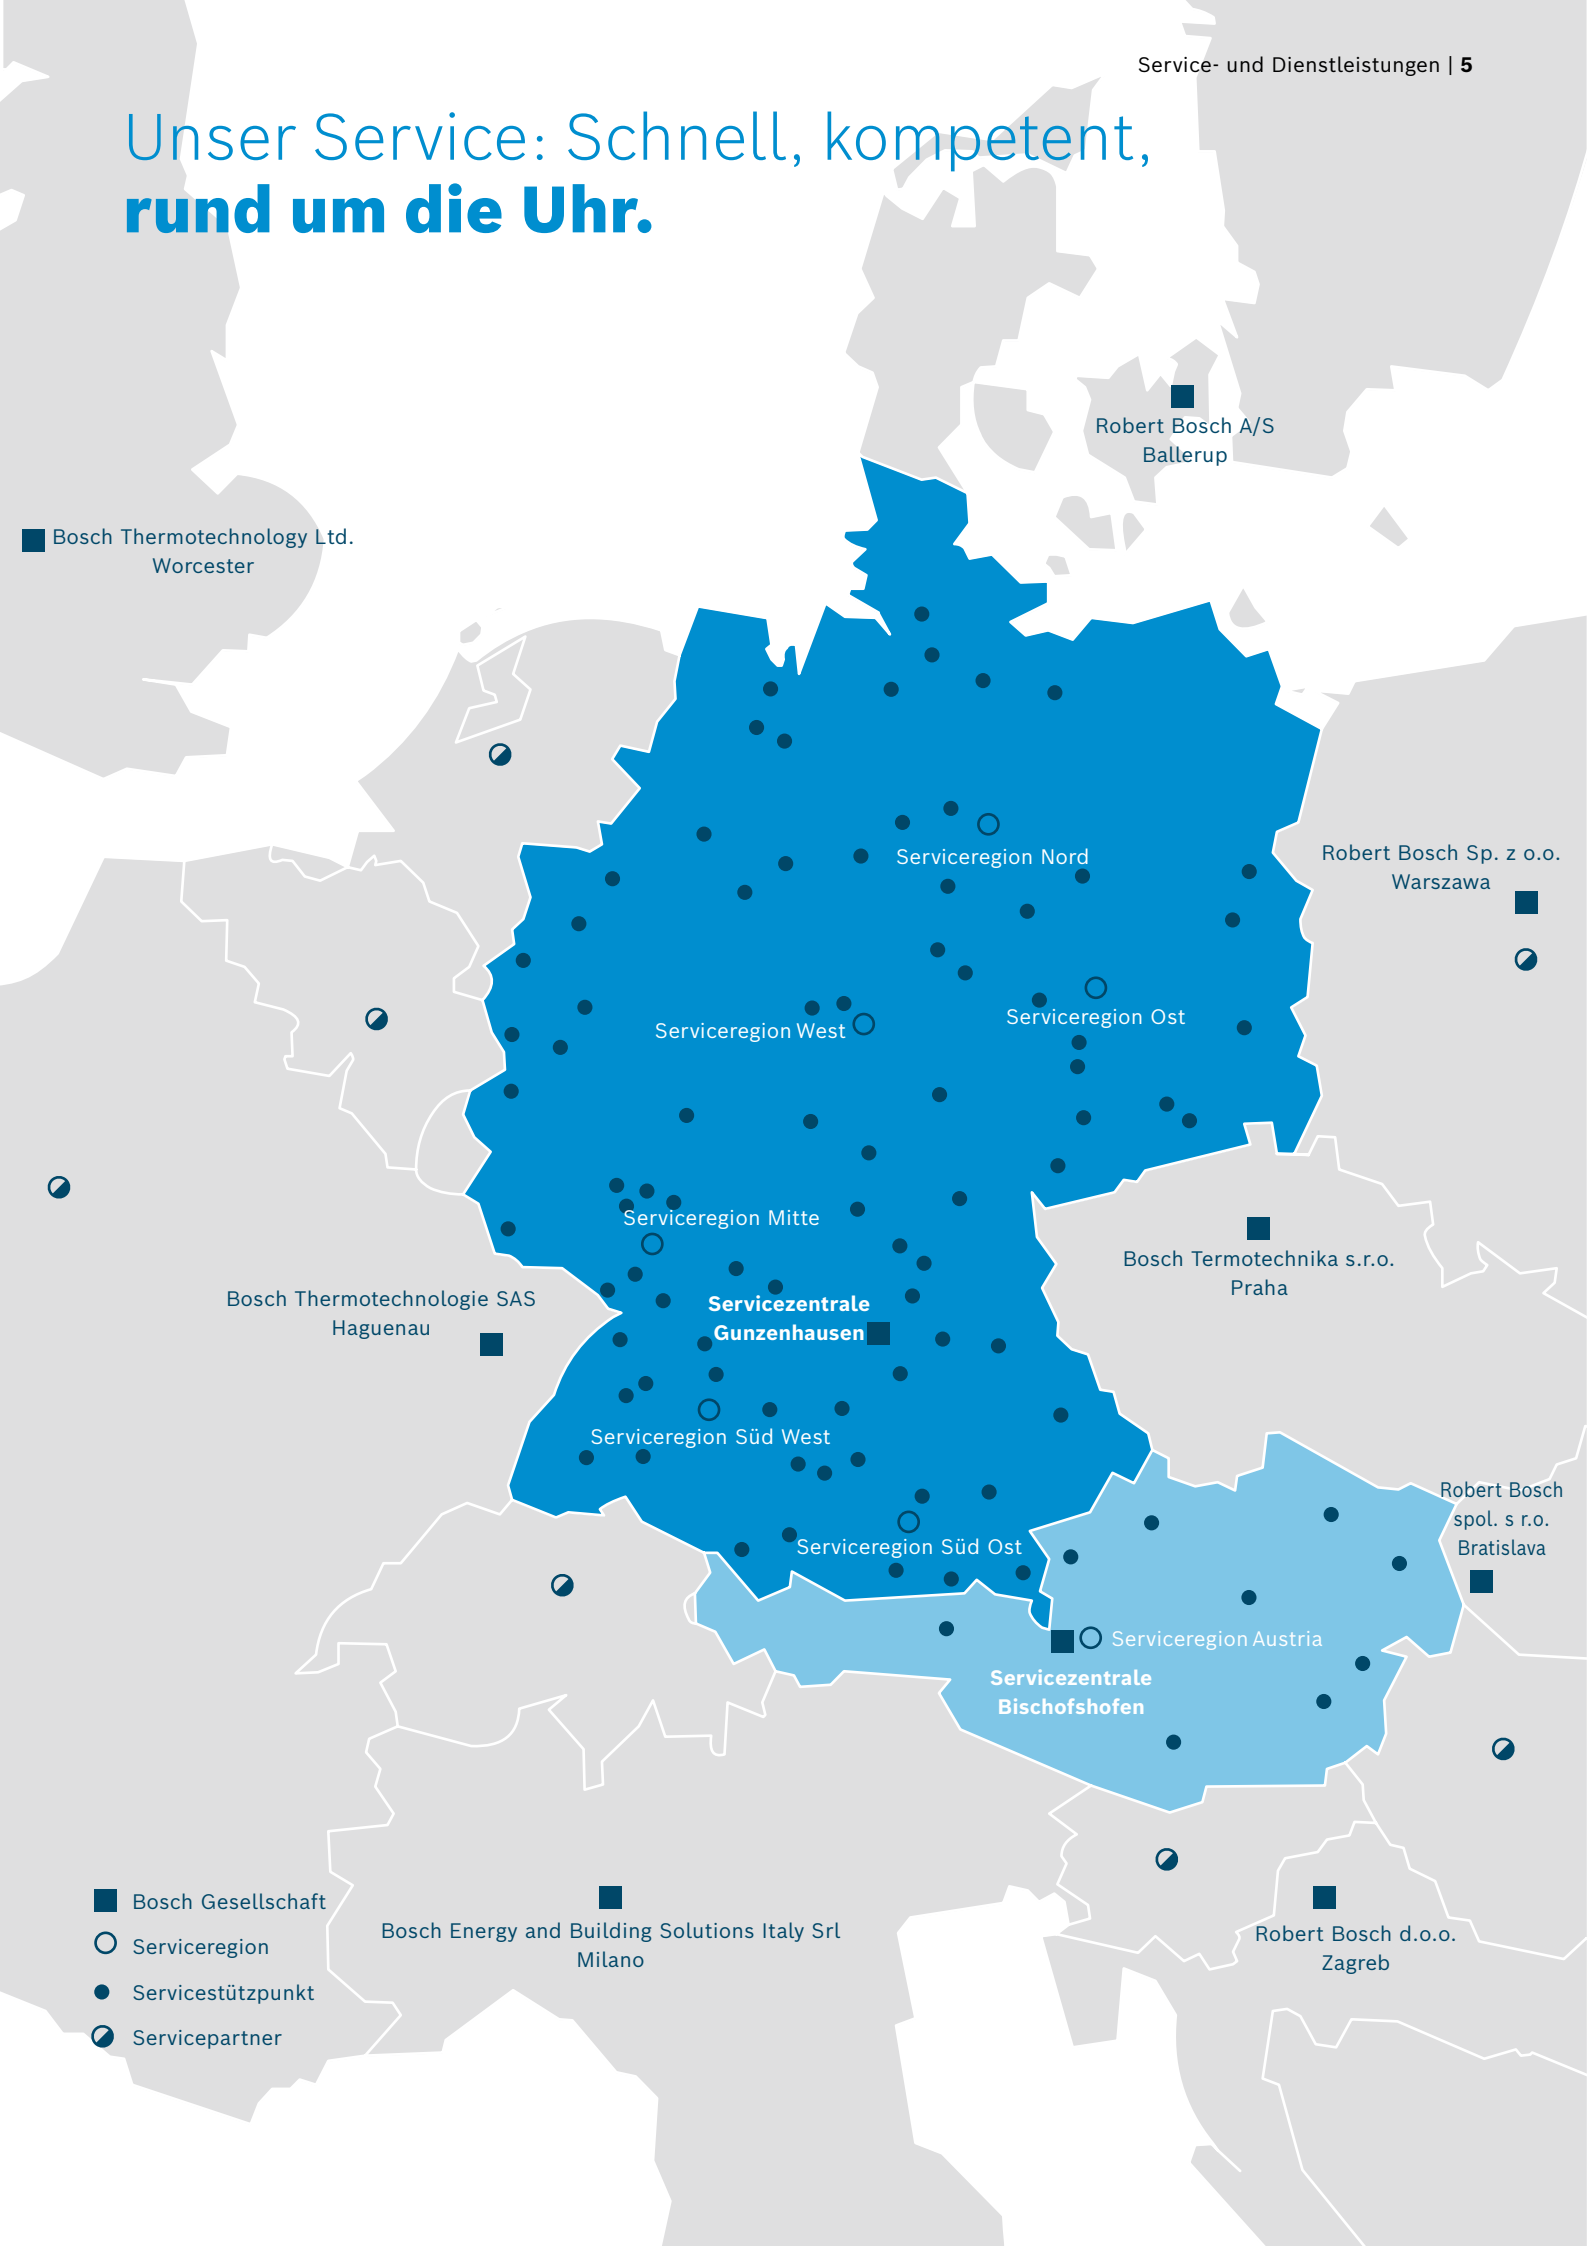 Service- und Dienstleistungen | 5
Unser Service: Schnell, kompetent,
rund um die Uhr.
Robert Bosch A/S
Ballerup
Bosch Thermotechnology Ltd.
Worcester
Robert Bosch Sp. z o.o.
Warszawa
Serviceregion Nord
Serviceregion West
Serviceregion Ost
Serviceregion Mitte
Bosch Termotechnika s.r.o.
Praha
Bosch Thermotechnologie SAS
Haguenau
Servicezentrale
Gunzenhausen
Serviceregion Süd West
Robert Bosch
spol. s r.o.
Bratislava
Serviceregion Süd Ost
Serviceregion Austria
Servicezentrale
Bischofshofen
Bosch Energy and Building Solutions Italy Srl
Milano
Robert Bosch d.o.o.
Zagreb
Bosch Gesellschaft
Serviceregion
Servicestützpunkt
Servicepartner